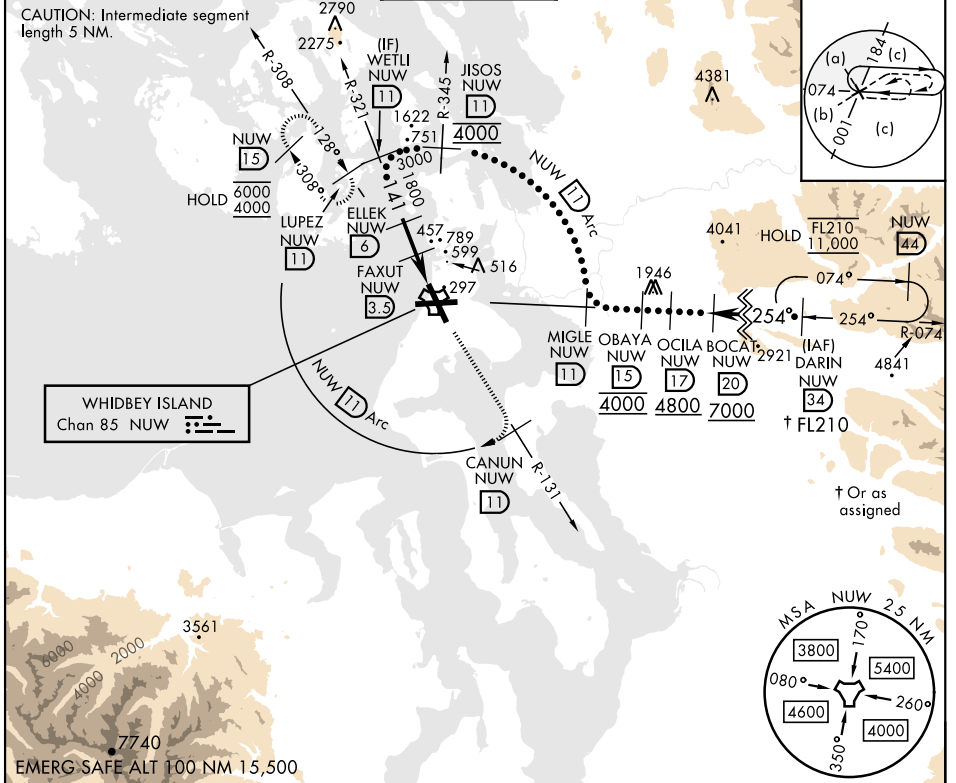 CAUTION: Intermediate segment
length 5 NM.
2790
2275
R-308
R-321
(IF)
WETLI
NUW
11
R-345
JISOS
NUW
11
4000
4381
184
(a)
(c)
074
(b)
(c)
001
1622
751
3000
NUW
15
128°
308°
HOLD
6000
4000
LUPEZ
NUW
11
141
1800
ELLEK
NUW
6
457
789
599
516
FAXUT
NUW
3.5
297
NUW 11 Arc
4041
HOLD
FL210
11,000
NUW
44
074°
1946
254°
254°
R-074
2921
4841
MIGLE
NUW
11
OBAYA
NUW
15
4000
OCILA
NUW
17
4800
BOCAT
NUW
20
7000
(IAF)
DARIN
NUW
34
† FL210
† Or as
assigned
WHIDBEY ISLAND
Chan 85 NUW
NUW 11 Arc
CANUN
NUW
11
R-131
3561
6000
2000
4000
7740
EMERG SAFE ALT 100 NM 15,500
MSA NUW 25 NM
170°
3800
5400
080°
260°
4600
4000
350°